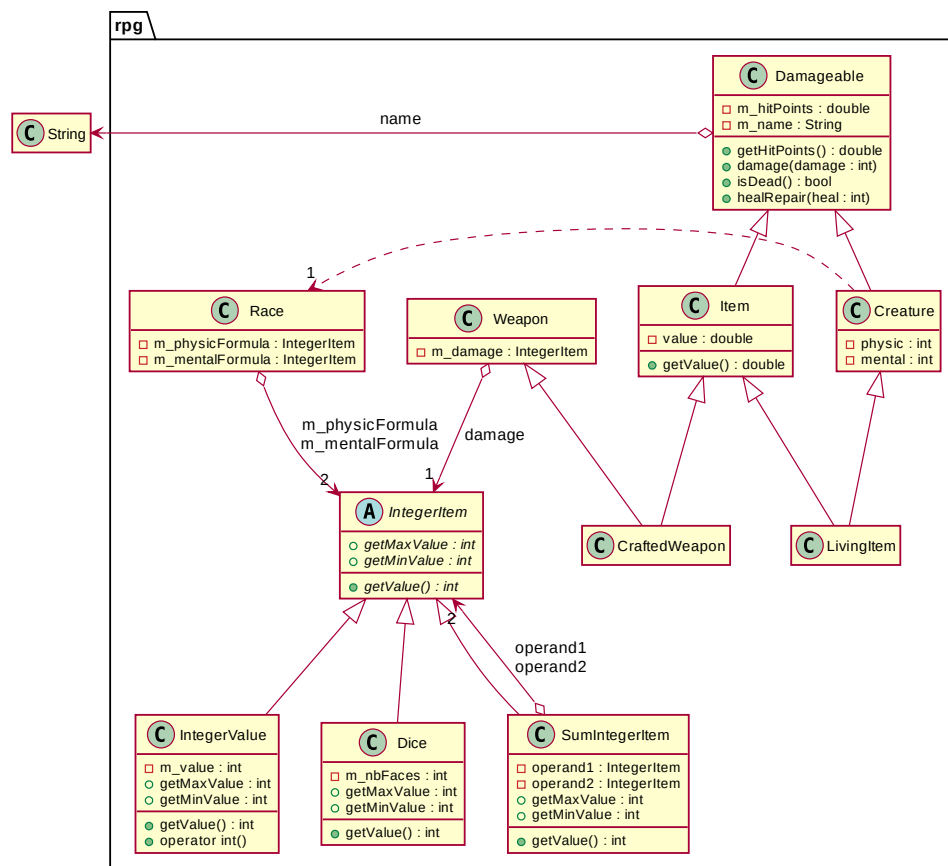 rpg
C Damageable
m_hitPoints : double
m_name : String
getHitPoints() : double
damage(damage : int)
isDead() : bool
healRepair(heal : int)
C String
name
1
C Race
m_physicFormula : IntegerItem
m_mentalFormula : IntegerItem
C Weapon
m_damage : IntegerItem
C Item
value : double
getValue() : double
C Creature
physic : int
mental : int
m_physicFormula
m_mentalFormula
damage
2
1
A IntegerItem
getMaxValue : int
getMinValue : int
getValue() : int
C CraftedWeapon
C LivingItem
2
operand1
operand2
C IntegerValue
m_value : int
getMaxValue : int
getMinValue : int
getValue() : int
operator int()
C Dice
m_nbFaces : int
getMaxValue : int
getMinValue : int
getValue() : int
C SumIntegerItem
operand1 : IntegerItem
operand2 : IntegerItem
getMaxValue : int
getMinValue : int
getValue() : int